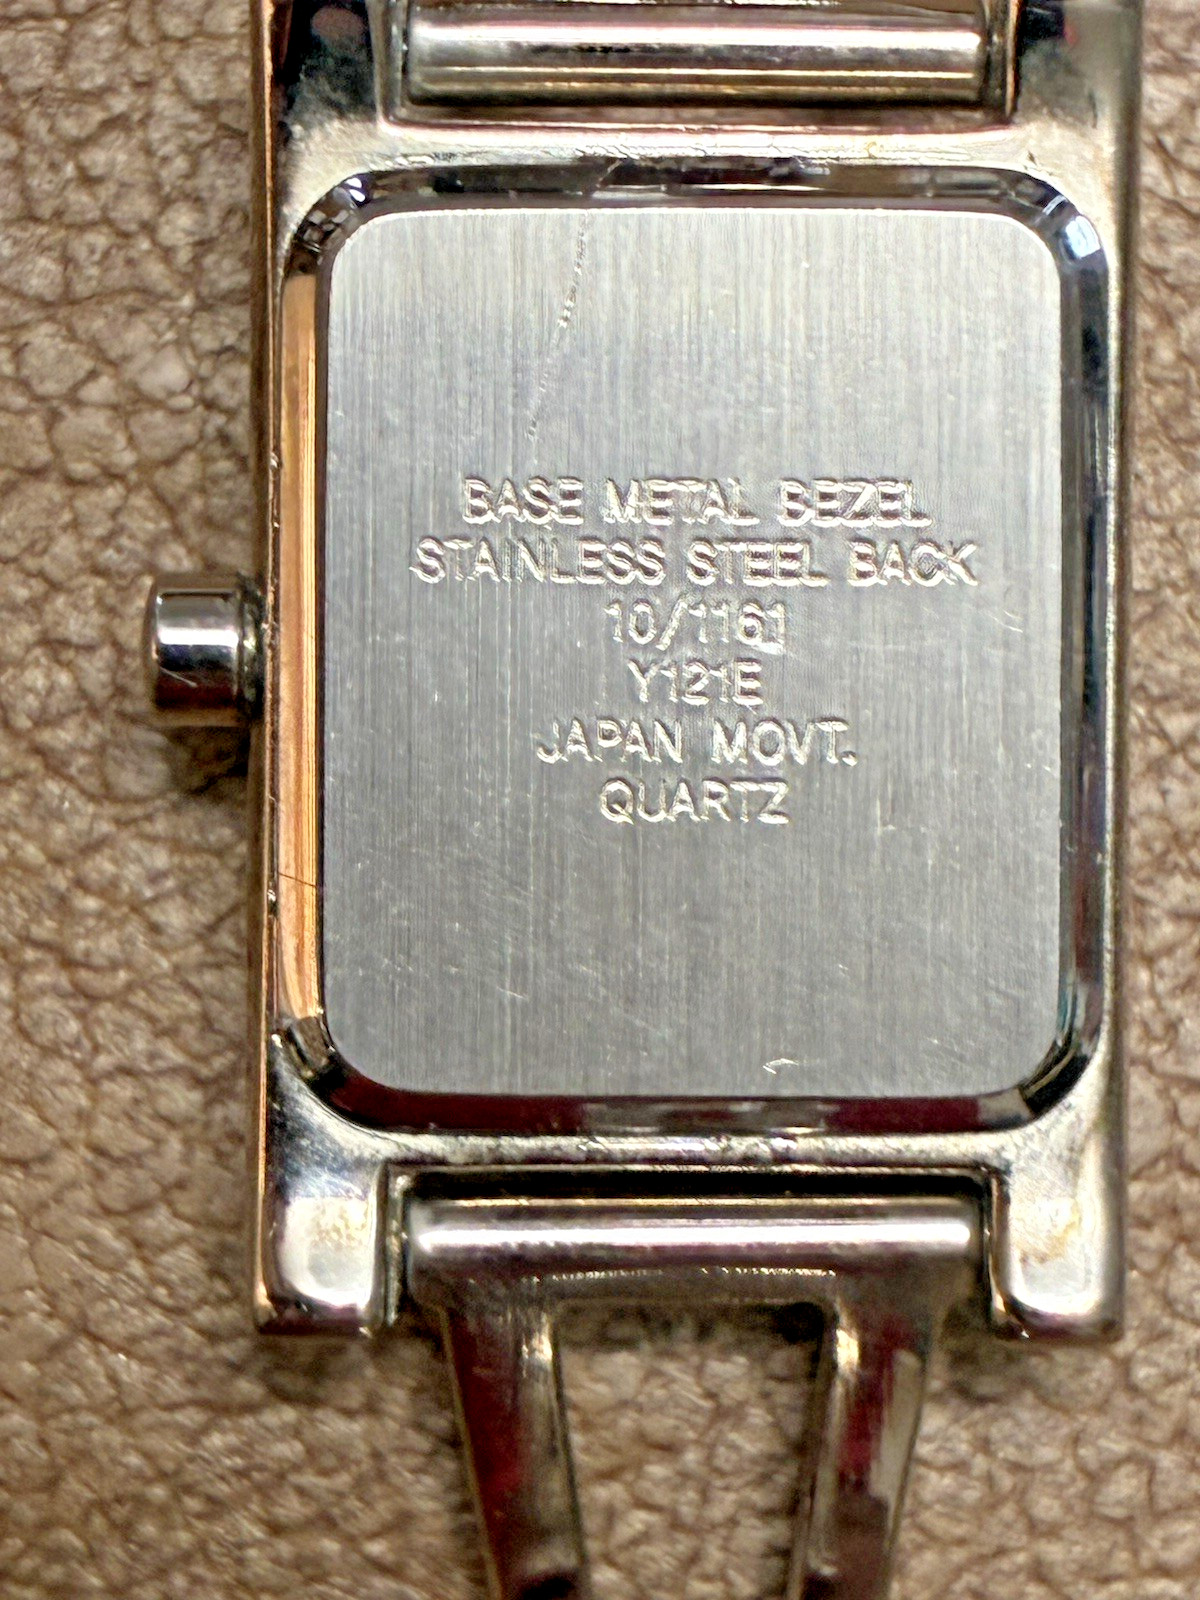 BASE METAL BEZEL
STAINLESS STEEL BACK
10/1161
Y121E
JAPAN MOVT.
QUARTZ